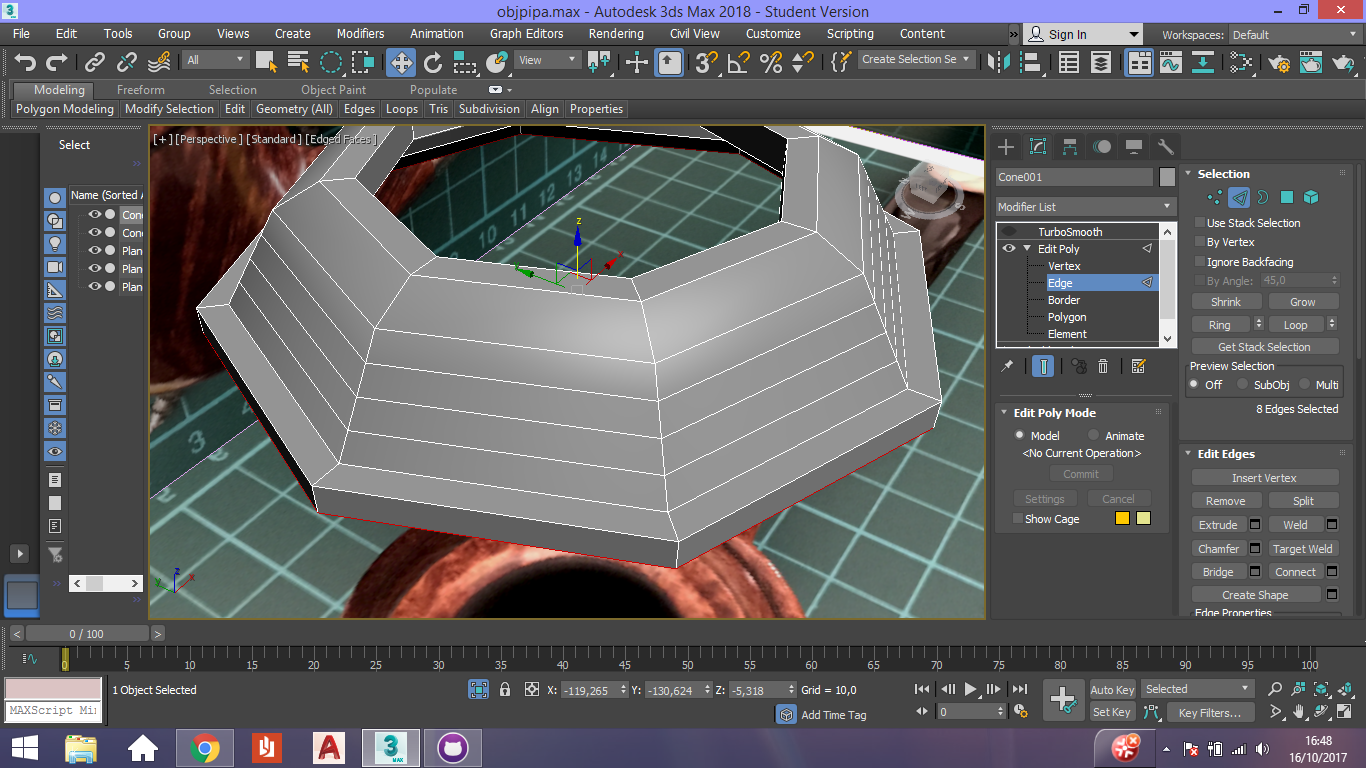 objpipa.max - Autodesk 3ds Max 2018 - Student Version
File Edit Tools Group Views Create Modifiers Animation Graph Editors Rendering Civil View Customize Scripting Content » Sign In Workspaces: Default
All View Create Selection Se
Modeling Freeform Selection Object Paint Populate
Polygon Modeling Modify Selection Edit Geometry (All) Edges Loops Tris Subdivision Align Properties
[+] [Perspective ] [Standard ] [Edged Faces ]
Select
Name (Sorted A
Cone
Cone
Plan
Plan
Plan
Cone001
Modifier List
TurboSmooth
Edit Poly
Vertex
Edge
Border
Polygon
Element
Edit Poly Mode
Model Animate
<No Current Operation>
Commit
Settings Cancel
Show Cage
Selection
Use Stack Selection
By Vertex
Ignore Backfacing
By Angle: 45,0
Shrink Grow
Ring Loop
Get Stack Selection
Preview Selection
Off SubObj Multi
8 Edges Selected
Edit Edges
Insert Vertex
Remove Split
Extrude Weld
Chamfer Target Weld
Bridge Connect
Create Shape
Edge Properties
< 0 / 100 >
0 5 10 15 20 25 30 35 40 45 50 55 60 65 70 75 80 85 90 95 100
1 Object Selected X: -119,265 Y: -130,624 Z: -5,318 Grid = 10,0 Auto Key Selected
MAXScript Min
Add Time Tag 0 Set Key Key Filters...
16:48
16/10/2017